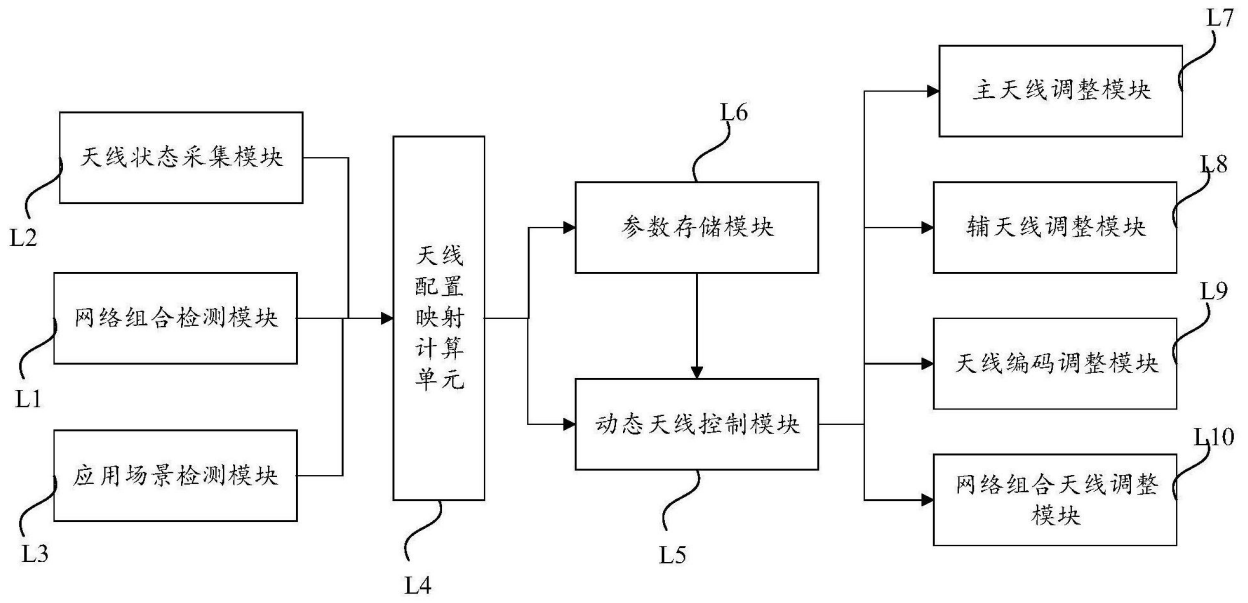 天线状态采集模块
L2
网络组合检测模块
L1
应用场景检测模块
L3
天线
配置
映射
计算
单元
L4
L6
参数存储模块
动态天线控制模块
L5
L7
主天线调整模块
L8
辅天线调整模块
L9
天线编码调整模块
L10
网络组合天线调整
模块